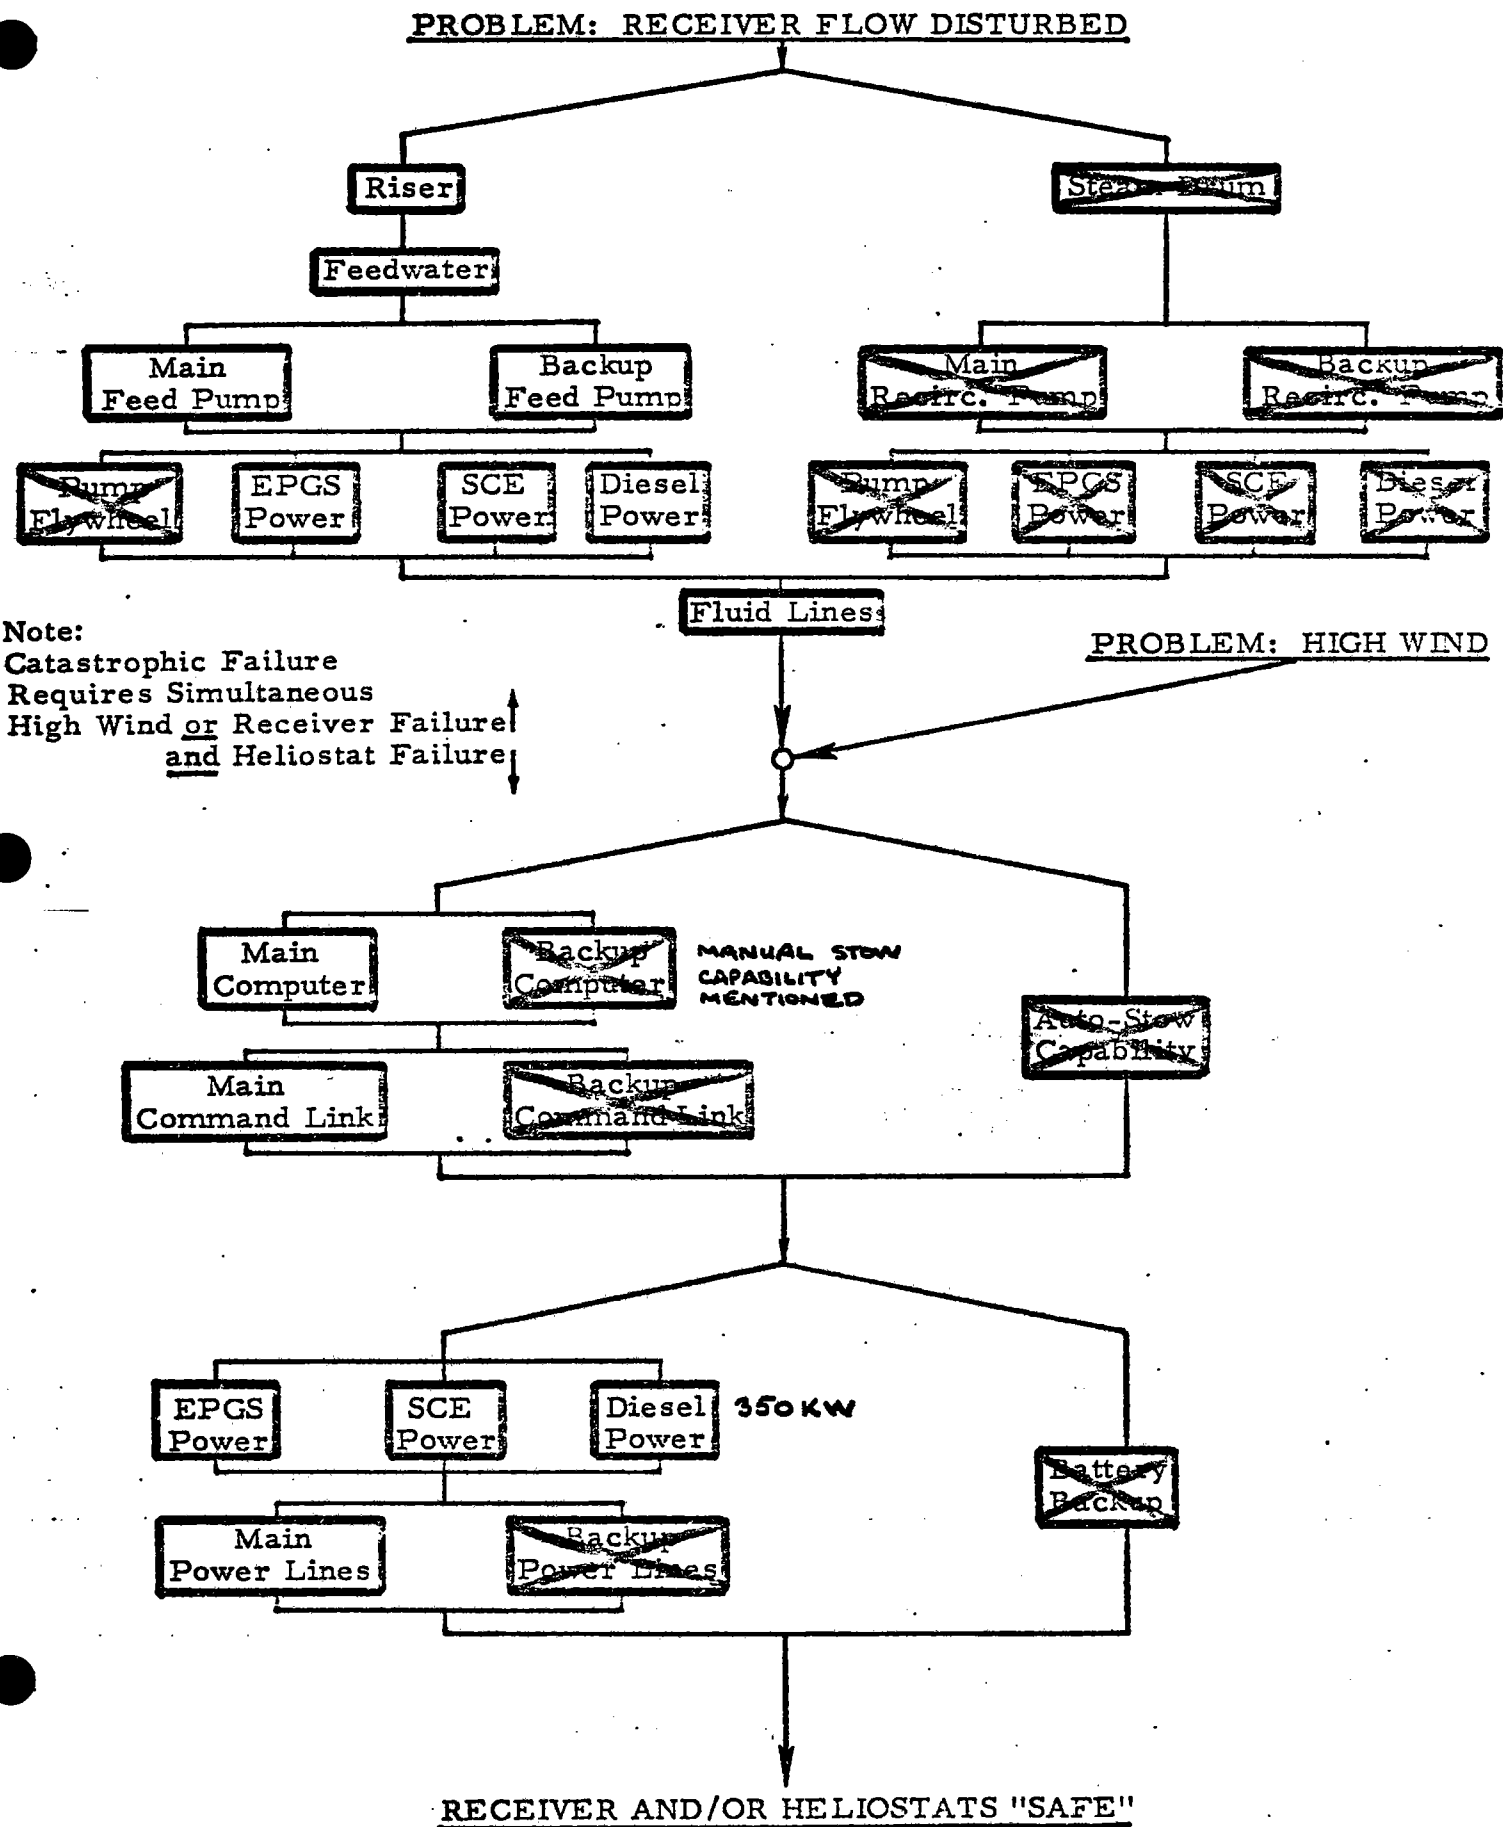 PROBLEM: RECEIVER FLOW DISTURBED
Riser
Steam Drum
Feedwater
Main
Feed Pump
Backup
Feed Pump
Main
Recirc. Pump
Backup
Recirc. Pump
Pump
Flywheel
EPGS
Power
SCE
Power
Diesel
Power
Pump
Flywheel
EPGS
Power
SCE
Power
Diesel
Power
Fluid Lines
Note:
Catastrophic Failure
Requires Simultaneous
High Wind or Receiver Failure
and Heliostat Failure
PROBLEM: HIGH WIND
Main
Computer
Backup
Computer
MANUAL STOW
CAPABILITY
MENTIONED
Auto-Stow
Capability
Main
Command Link
Backup
Command Link
EPGS
Power
SCE
Power
Diesel
Power
350 KW
Battery
Backup
Main
Power Lines
Backup
Power Lines
RECEIVER AND/OR HELIOSTATS "SAFE"